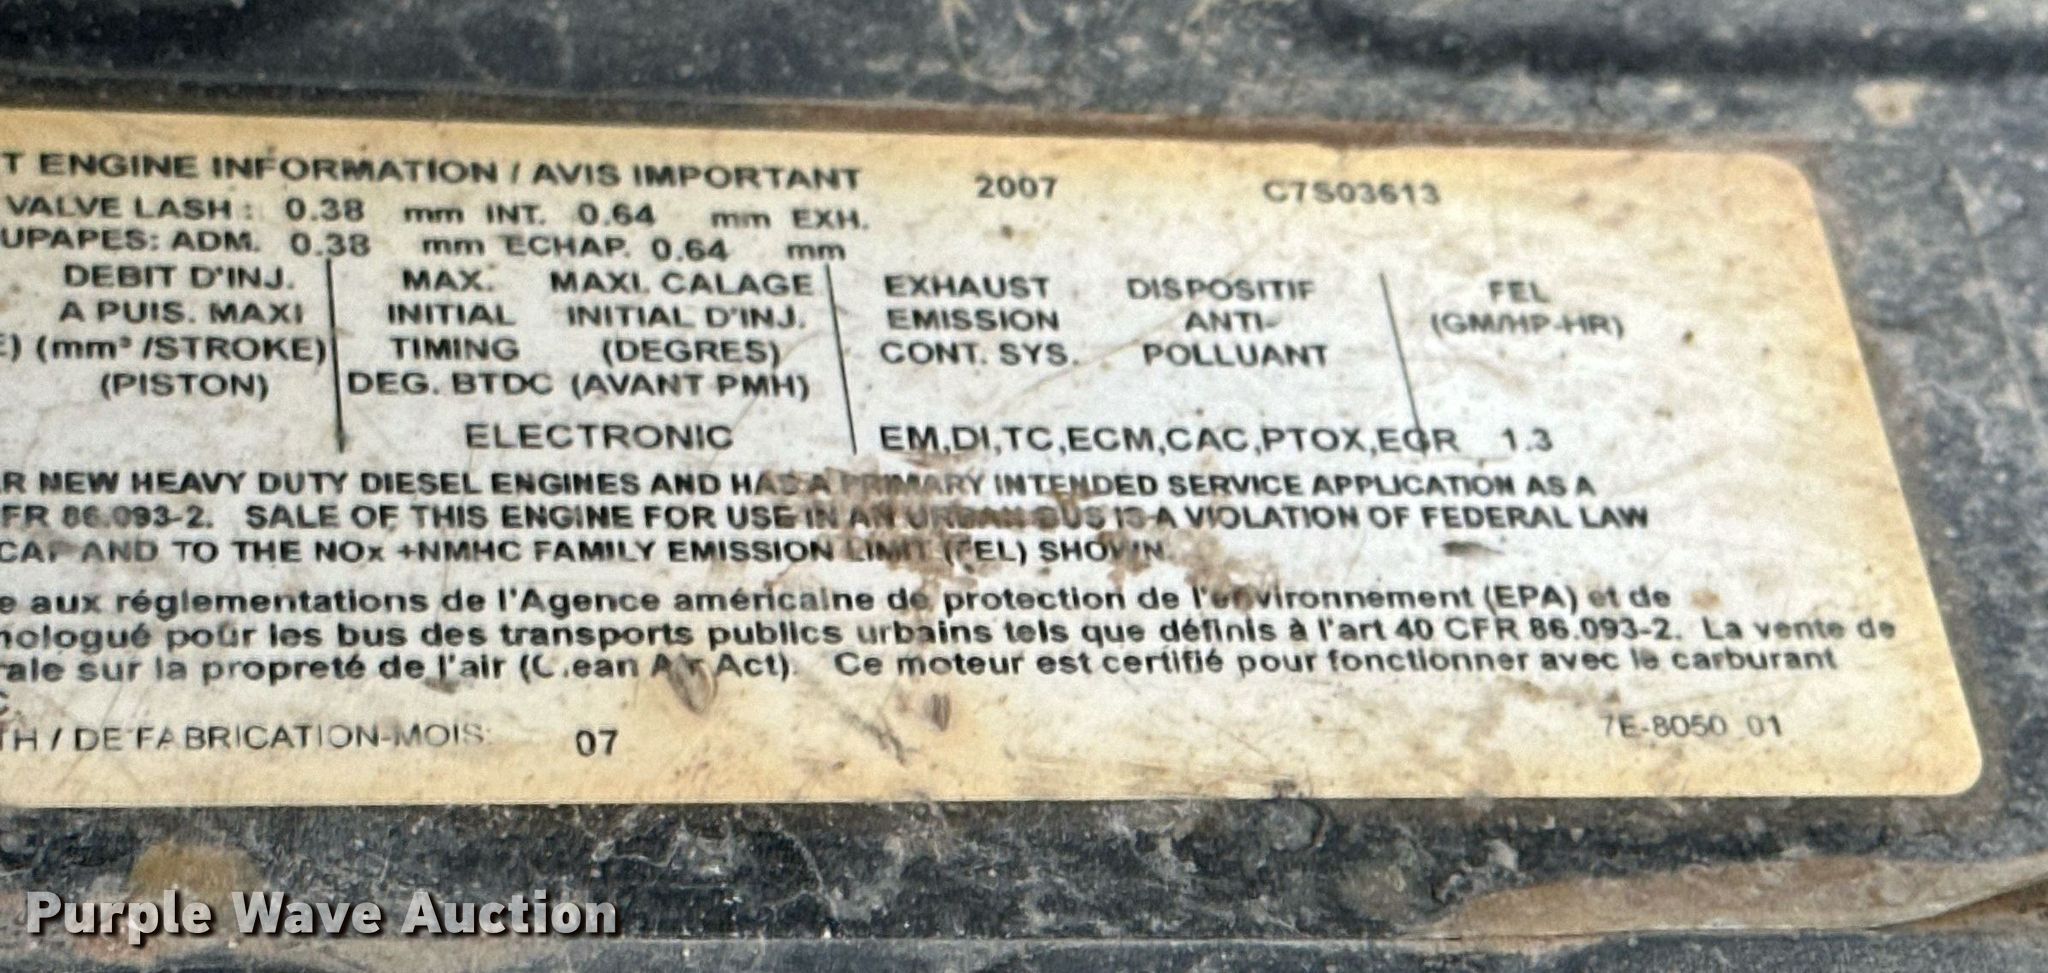 T ENGINE INFORMATION / AVIS IMPORTANT 2007 C7S03613
VALVE LASH : 0.38 mm INT. 0.64 mm EXH.
UPAPES: ADM. 0.38 mm ECHAP. 0.64 mm
DEBIT D'INJ. MAX. MAXI. CALAGE EXHAUST DISPOSITIF FEL
A PUIS. MAXI INITIAL INITIAL D'INJ. EMISSION ANTI- (GM/HP-HR)
E) (mm³ /STROKE) TIMING (DEGRES) CONT. SYS. POLLUANT
(PISTON) DEG. BTDC (AVANT PMH)
ELECTRONIC EM,DI,TC,ECM,CAC,PTOX,EGR 1.3
R NEW HEAVY DUTY DIESEL ENGINES AND HAS A PRIMARY INTENDED SERVICE APPLICATION AS A
FR 86.093-2. SALE OF THIS ENGINE FOR USE IN AN URBAN BUS IS A VIOLATION OF FEDERAL LAW
CAP AND TO THE NOx +NMHC FAMILY EMISSION LIMIT (FEL) SHOWN.
e aux réglementations de l'Agence américaine de protection de l'environnement (EPA) et de
nologué pour les bus des transports publics urbains tels que définis à l'art 40 CFR 86.093-2. La vente de
rale sur la propreté de l'air (Clean Air Act). Ce moteur est certifié pour fonctionner avec le carburant
TH / DE FABRICATION-MOIS: 07 7E-8050 01
Purple Wave Auction